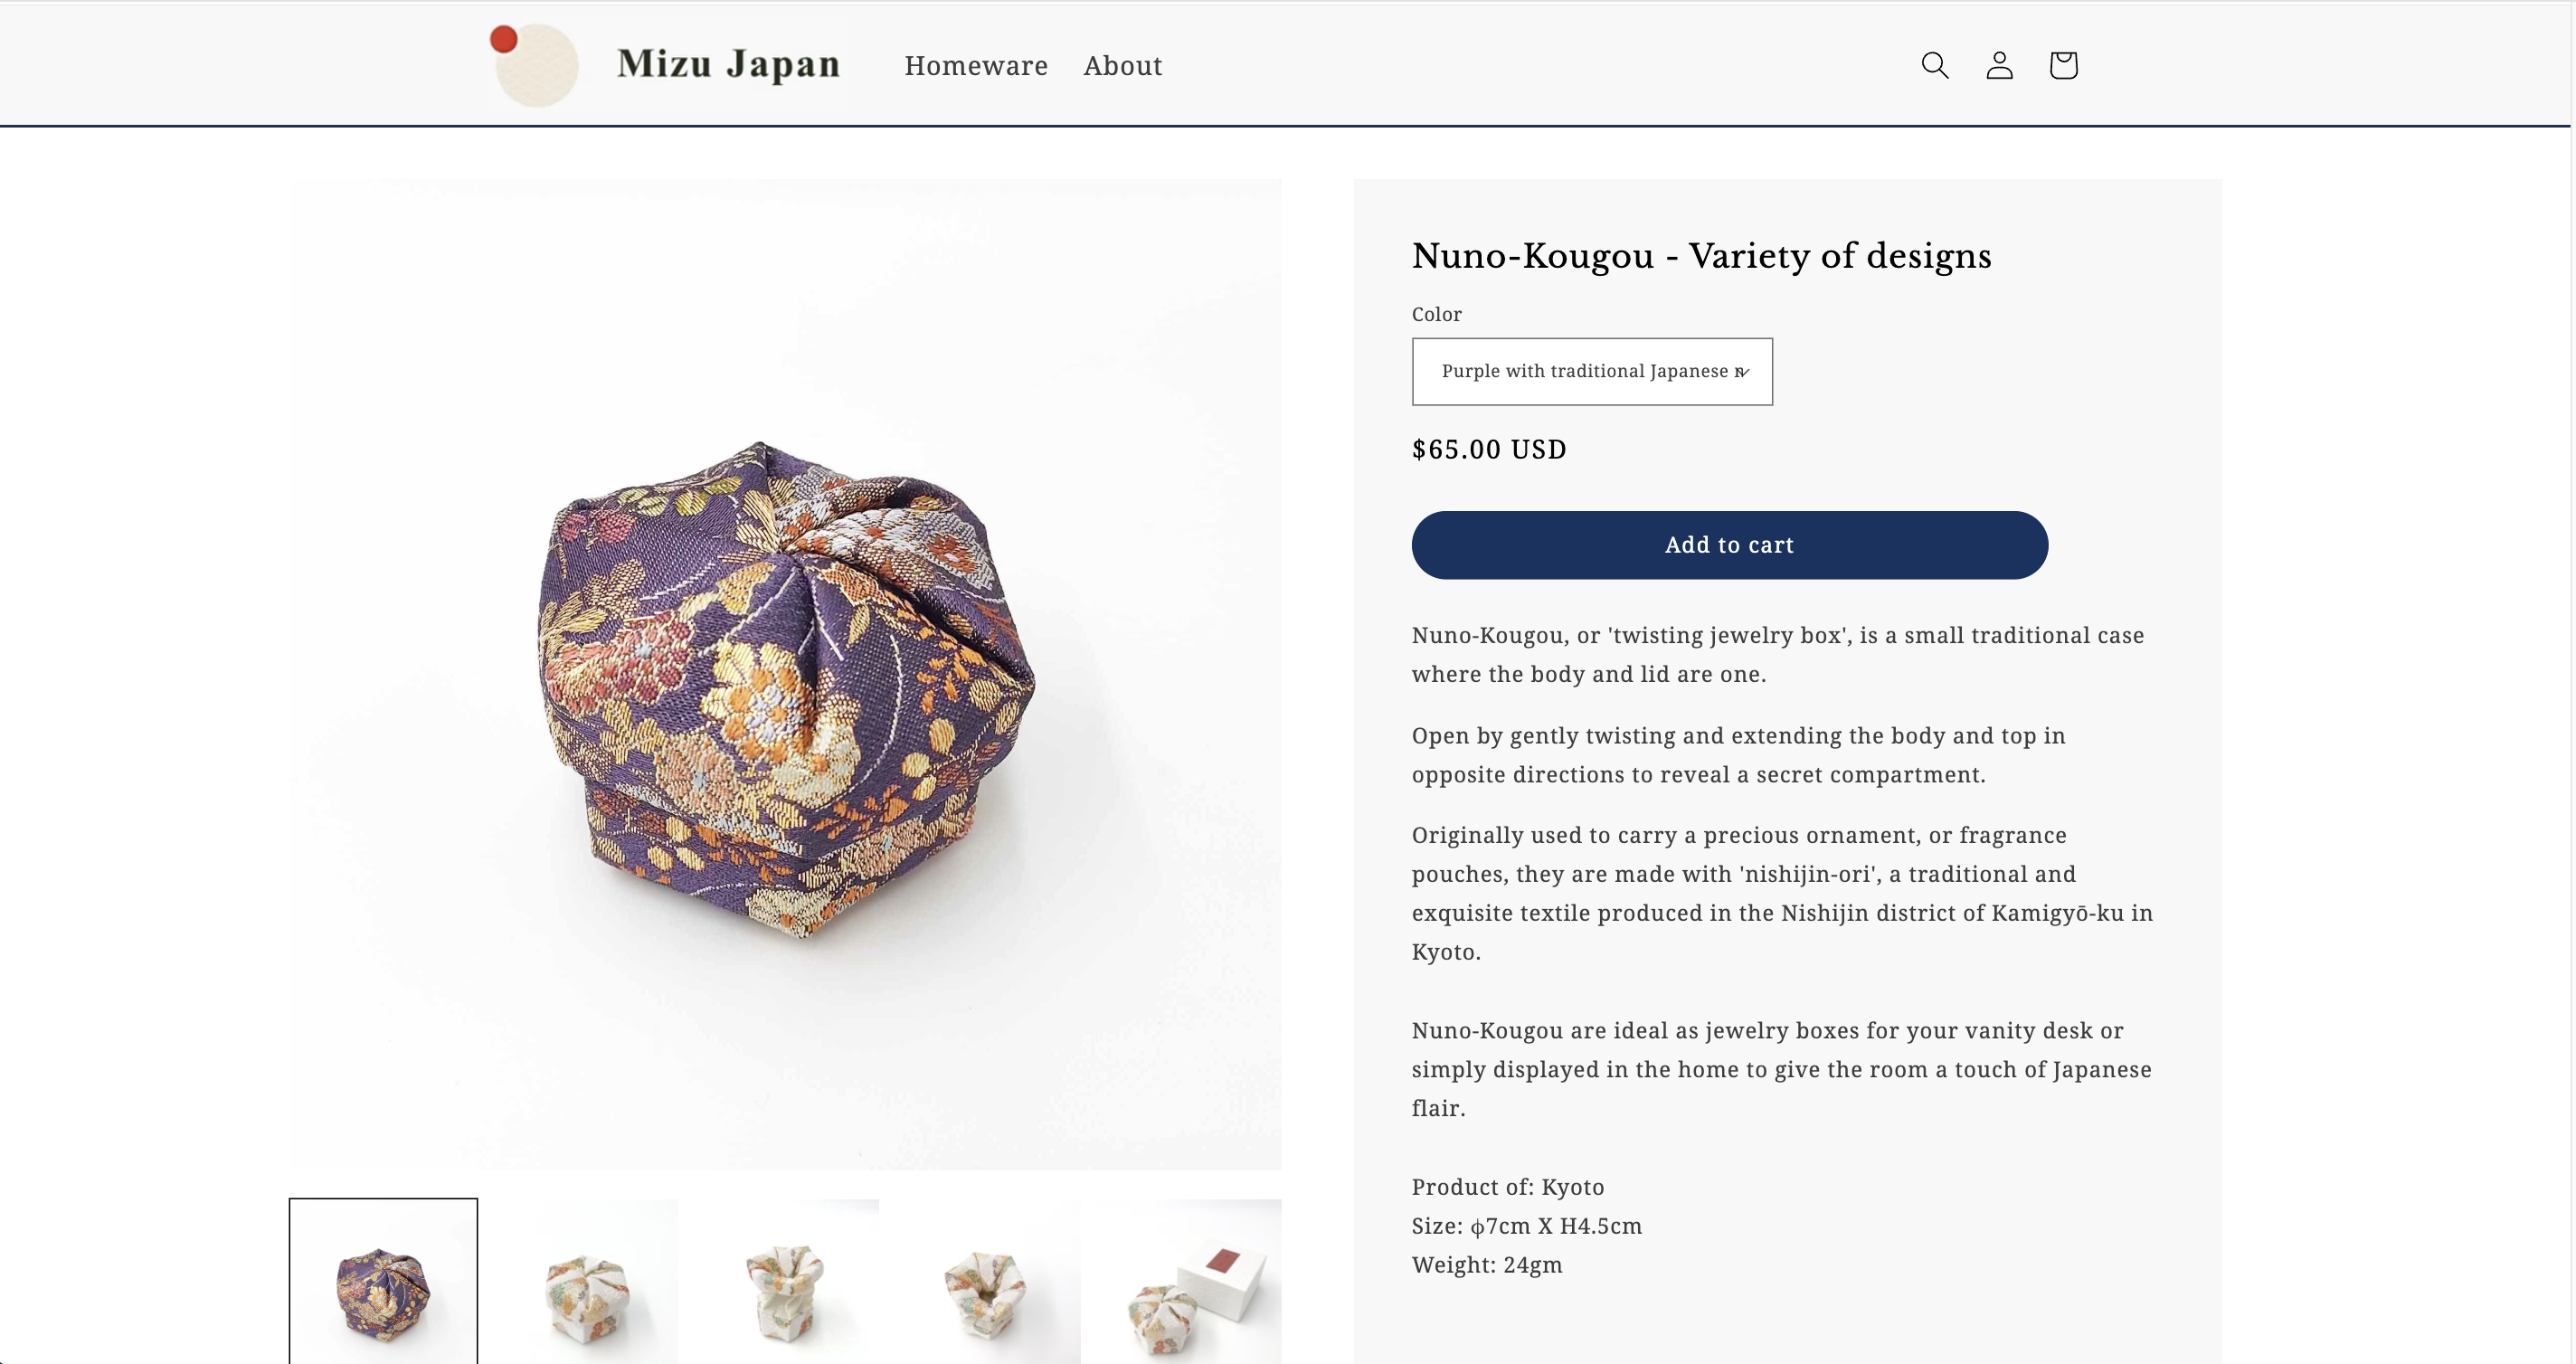 Mizu Japan
Homeware
About
Nuno-Kougou - Variety of designs
Color
Purple with traditional Japanese
$65.00 USD
Add to cart
Nuno-Kougou, or 'twisting jewelry box', is a small traditional case
where the body and lid are one.
Open by gently twisting and extending the body and top in
opposite directions to reveal a secret compartment.
Originally used to carry a precious ornament, or fragrance
pouches, they are made with 'nishijin-ori', a traditional and
exquisite textile produced in the Nishijin district of Kamigyō-ku in
Kyoto.
Nuno-Kougou are ideal as jewelry boxes for your vanity desk or
simply displayed in the home to give the room a touch of Japanese
flair.
Product of: Kyoto
Size: φ7cm X H4.5cm
Weight: 24gm